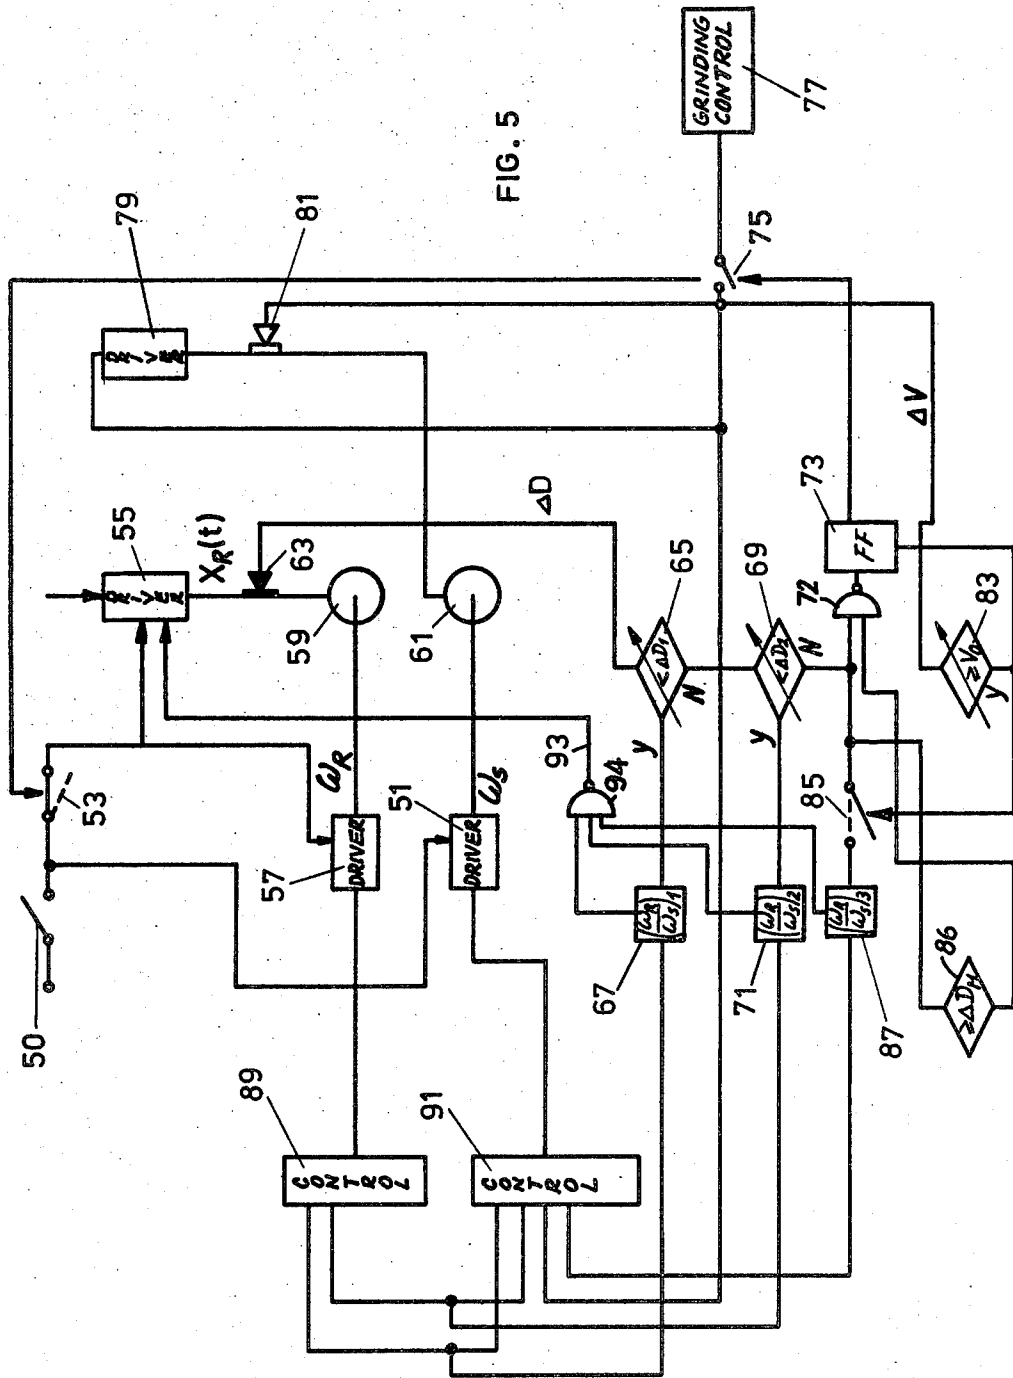 FIG. 5
GRINDING
CONTROL
77
75
79
DRIVER
81
55
DRIVER
X_R(t)
63
59
61
ΔD
ΔV
53
50
57
DRIVER
ω_R
51
DRIVER
ω_S
93
94
65
<ΔD₁
N
Y
69
<ΔD₂
N
Y
73
FF
72
83
≥V₀
Y
85
86
≥ΔD_M
67
(ω_R/ω_S)1
71
(ω_R/ω_S)2
87
(ω_R/ω_S)3
89
CONTROL
91
CONTROL